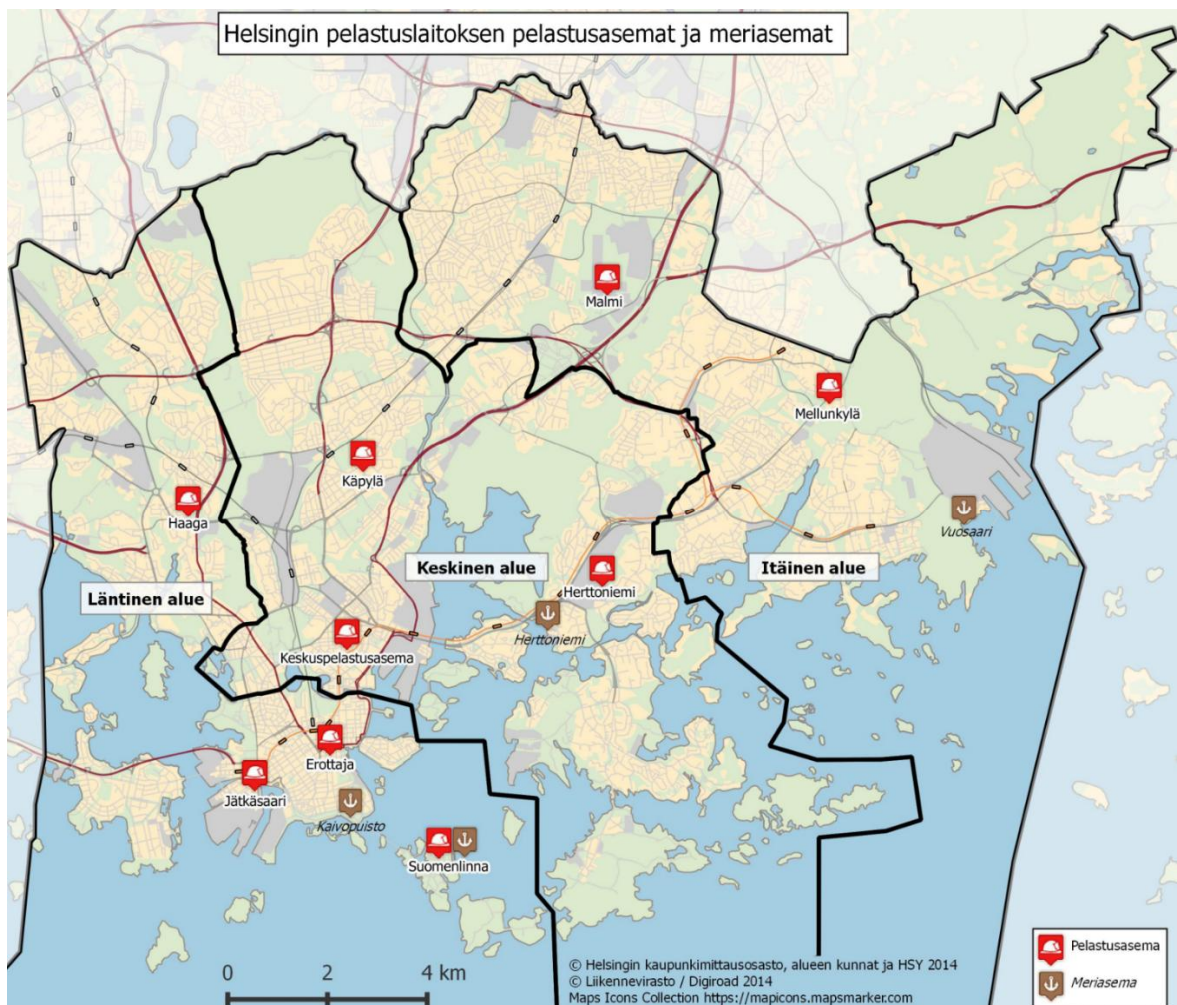 Helsingin pelastuslaitoksen pelastusasemat ja meriasemat
Malmi
Mellunkylä
Käpylä
Haaga
Vuosaari
Keskinen alue
Itäinen alue
Herttoniemi
Läntinen alue
Herttoniemi
Keskuspelastusasema
Erottaja
Jätkäsaari
Kaivopuisto
Suomenlinna
Pelastusasema
Meriasema
0 2 4 km
© Helsingin kaupunkimittausosasto, alueen kunnat ja HSY 2014
© Liikennevirasto / Digiroad 2014
Maps Icons Collection https://mapicons.mapsmarker.com